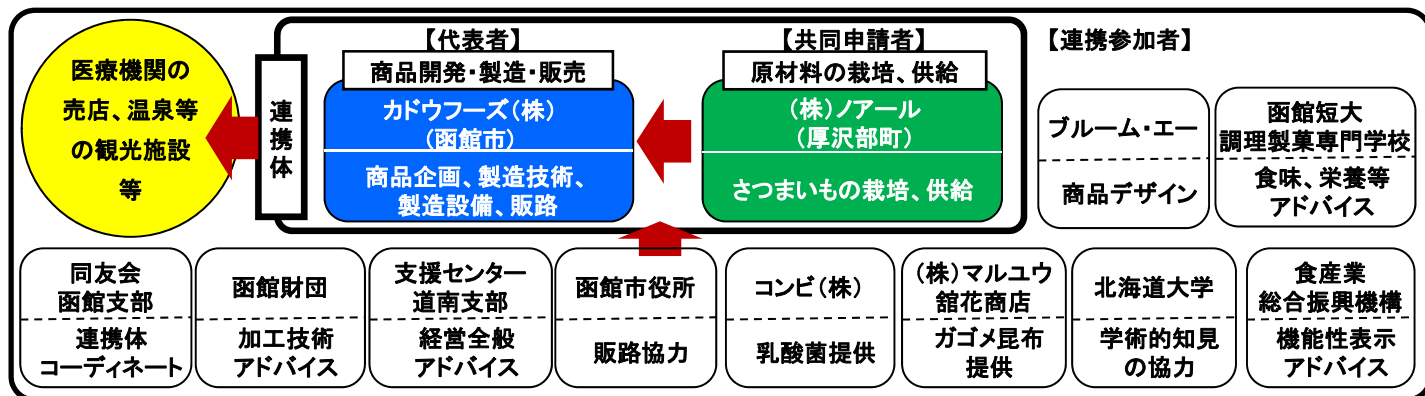 医療機関の
売店、温泉等
の観光施設
等
連
携
体
【代表者】
商品開発・製造・販売
カドウフーズ（株）
（函館市）
商品企画、製造技術、
製造設備、販路
【共同申請者】
原材料の栽培、供給
（株）ノアール
（厚沢部町）
さつまいもの栽培、供給
【連携参加者】
ブルーム・エー
商品デザイン
函館短大
調理製菓専門学校
食味、栄養等
アドバイス
同友会
函館支部
連携体
コーディネート
函館財団
加工技術
アドバイス
支援センター
道南支部
経営全般
アドバイス
函館市役所
販路協力
コンビ（株）
乳酸菌提供
（株）マルユウ
舘花商店
ガゴメ昆布
提供
北海道大学
学術的知見
の協力
食産業
総合振興機構
機能性表示
アドバイス